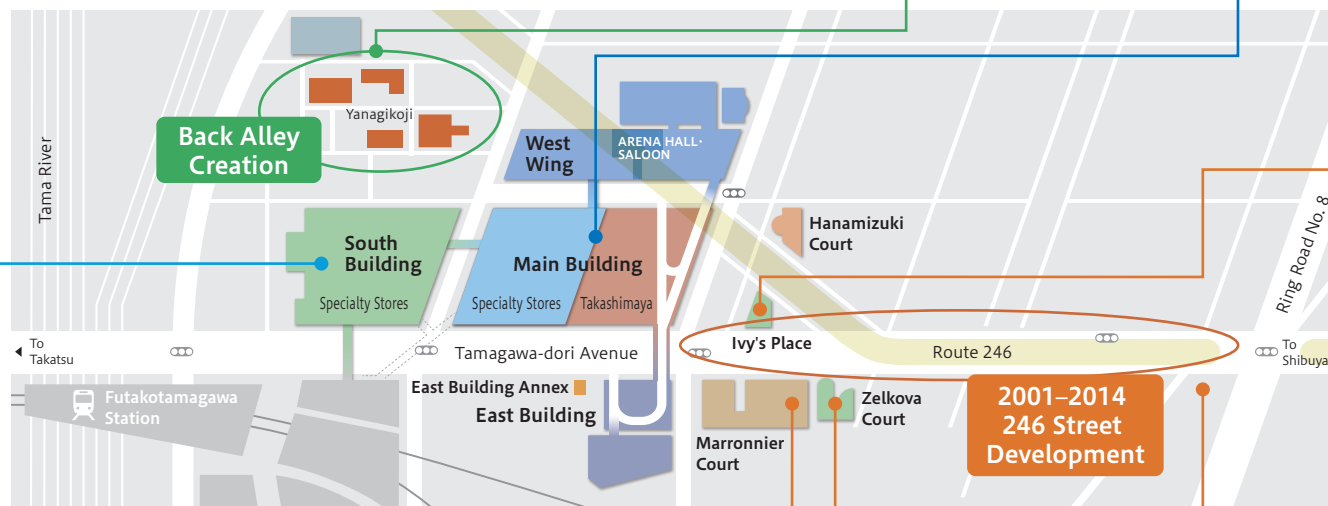 Tama River
Yanagikoji
Back Alley
Creation
West
Wing
ARENA HALL·
SALOON
Hanamizuki
Court
South
Building
Specialty Stores
Main Building
Specialty Stores
Takashimaya
Ring Road No. 8
To
Takatsu
Tamagawa-dori Avenue
Ivy's Place
Route 246
To
Shibuya
Futakotamagawa
Station
East Building Annex
East Building
Marronnier
Court
Zelkova
Court
2001–2014
246 Street
Development